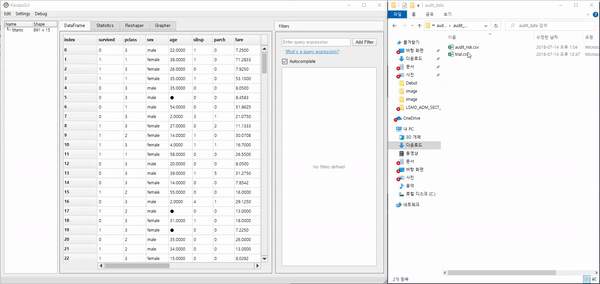 PandasGUI
Edit Settings Debug
Name Shape
titanic 891 x 15
DataFrame Statistics Reshaper Grapher
index survived pclass sex age sibsp parch fare
0 0 3 male 22.0000 1 0 7.2500
1 1 1 female 38.0000 1 0 71.2833
2 1 3 female 26.0000 0 0 7.9250
3 1 1 female 35.0000 1 0 53.1000
4 0 3 male 35.0000 0 0 8.0500
5 0 3 male ● 0 0 8.4583
6 0 1 male 54.0000 0 0 51.8625
7 0 3 male 2.0000 3 1 21.0750
8 1 3 female 27.0000 0 2 11.1333
9 1 2 female 14.0000 1 0 30.0708
10 1 3 female 4.0000 1 1 16.7000
11 1 1 female 58.0000 0 0 26.5500
12 0 3 male 20.0000 0 0 8.0500
13 0 3 male 39.0000 1 5 31.2750
14 0 3 female 14.0000 0 0 7.8542
15 1 2 female 55.0000 0 0 16.0000
16 0 3 male 2.0000 4 1 29.1250
17 1 2 male ● 0 0 13.0000
18 0 3 female 31.0000 1 0 18.0000
19 1 3 female ● 0 0 7.2250
20 0 2 male 35.0000 0 0 26.0000
21 1 2 male 34.0000 0 0 13.0000
22 1 3 female 15.0000 0 0 8.0292
Filters
Enter query expression Add Filter
What's a query expression?
Autocomplete
No filters defined
audit_data
파일 홈 공유 보기
audit_... audit_data 검색
이름 수정한 날짜 유형
즐겨찾기
바탕 화면
다운로드
문서
사진
Debut
image
image
LSMD_ADM_SECT_
OneDrive
내 PC
3D 개체
다운로드
동영상
문서
바탕 화면
사진
음악
로컬 디스크 (C:)
네트워크
audit_risk.csv 2018-07-14 오후 1:04 Microso
trial.csv 2018-07-14 오후 12:47 Microso
2개 항목